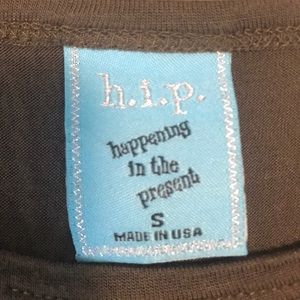 h.i.p.
happening
in the
present
S
MADE IN USA